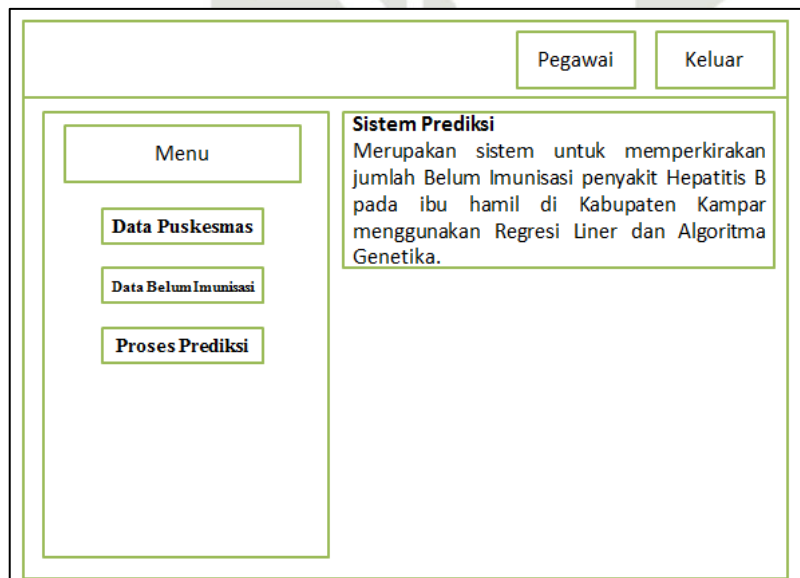 Pegawai
Keluar
Menu
Data Puskesmas
Data Belum Imunisasi
Proses Prediksi
Sistem Prediksi
Merupakan sistem untuk memperkirakan
jumlah Belum Imunisasi penyakit Hepatitis B
pada ibu hamil di Kabupaten Kampar
menggunakan Regresi Liner dan Algoritma
Genetika.